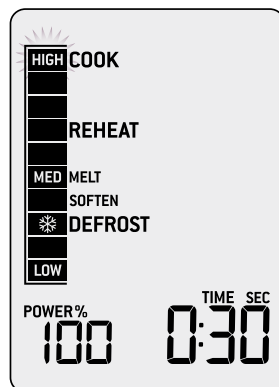 HIGH COOK
REHEAT
MED MELT
SOFTEN
DEFROST
LOW
POWER% TIME SEC
100 0:30